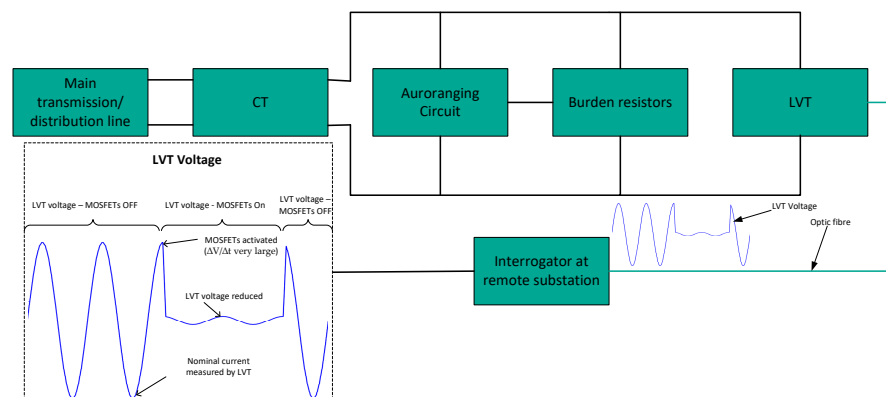 Main
transmission/
distribution line
CT
Auroranging
Circuit
Burden resistors
LVT
LVT Voltage
LVT voltage – MOSFETs OFF
LVT voltage - MOSFETs On
LVT voltage –
MOSFETs OFF
MOSFETs activated
(ΔV/Δt very large)
LVT voltage reduced
Nominal current
measured by LVT
LVT Voltage
Optic fibre
Interrogator at
remote substation